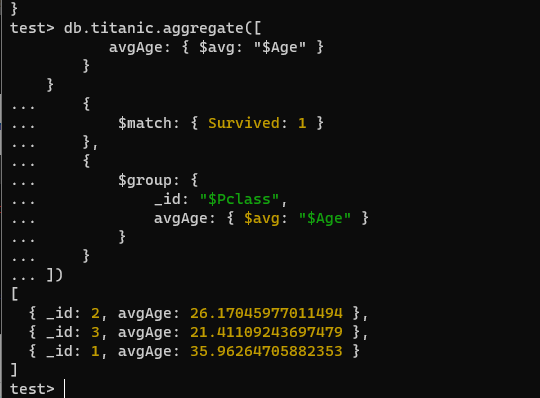 }
test> db.titanic.aggregate([
            avgAge: { $avg: "$Age" }
        }
    }
...     {
...         $match: { Survived: 1 }
...     },
...     {
...         $group: {
...             _id: "$Pclass",
...             avgAge: { $avg: "$Age" }
...         }
...     }
... ])
[
  { _id: 2, avgAge: 26.17045977011494 },
  { _id: 3, avgAge: 21.41109243697479 },
  { _id: 1, avgAge: 35.96264705882353 }
]
test>